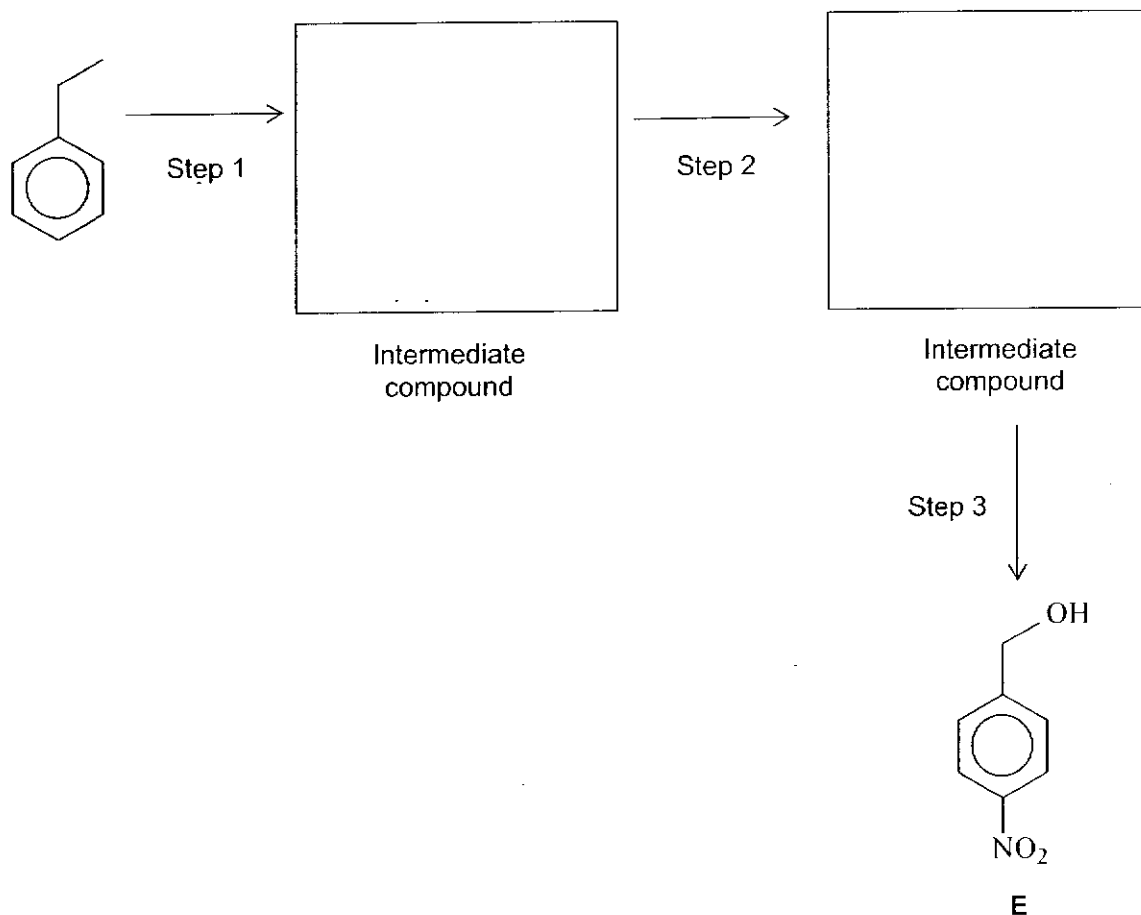 Step 1
Step 2
Intermediate
compound
Intermediate
compound
Step 3
OH
NO₂
E